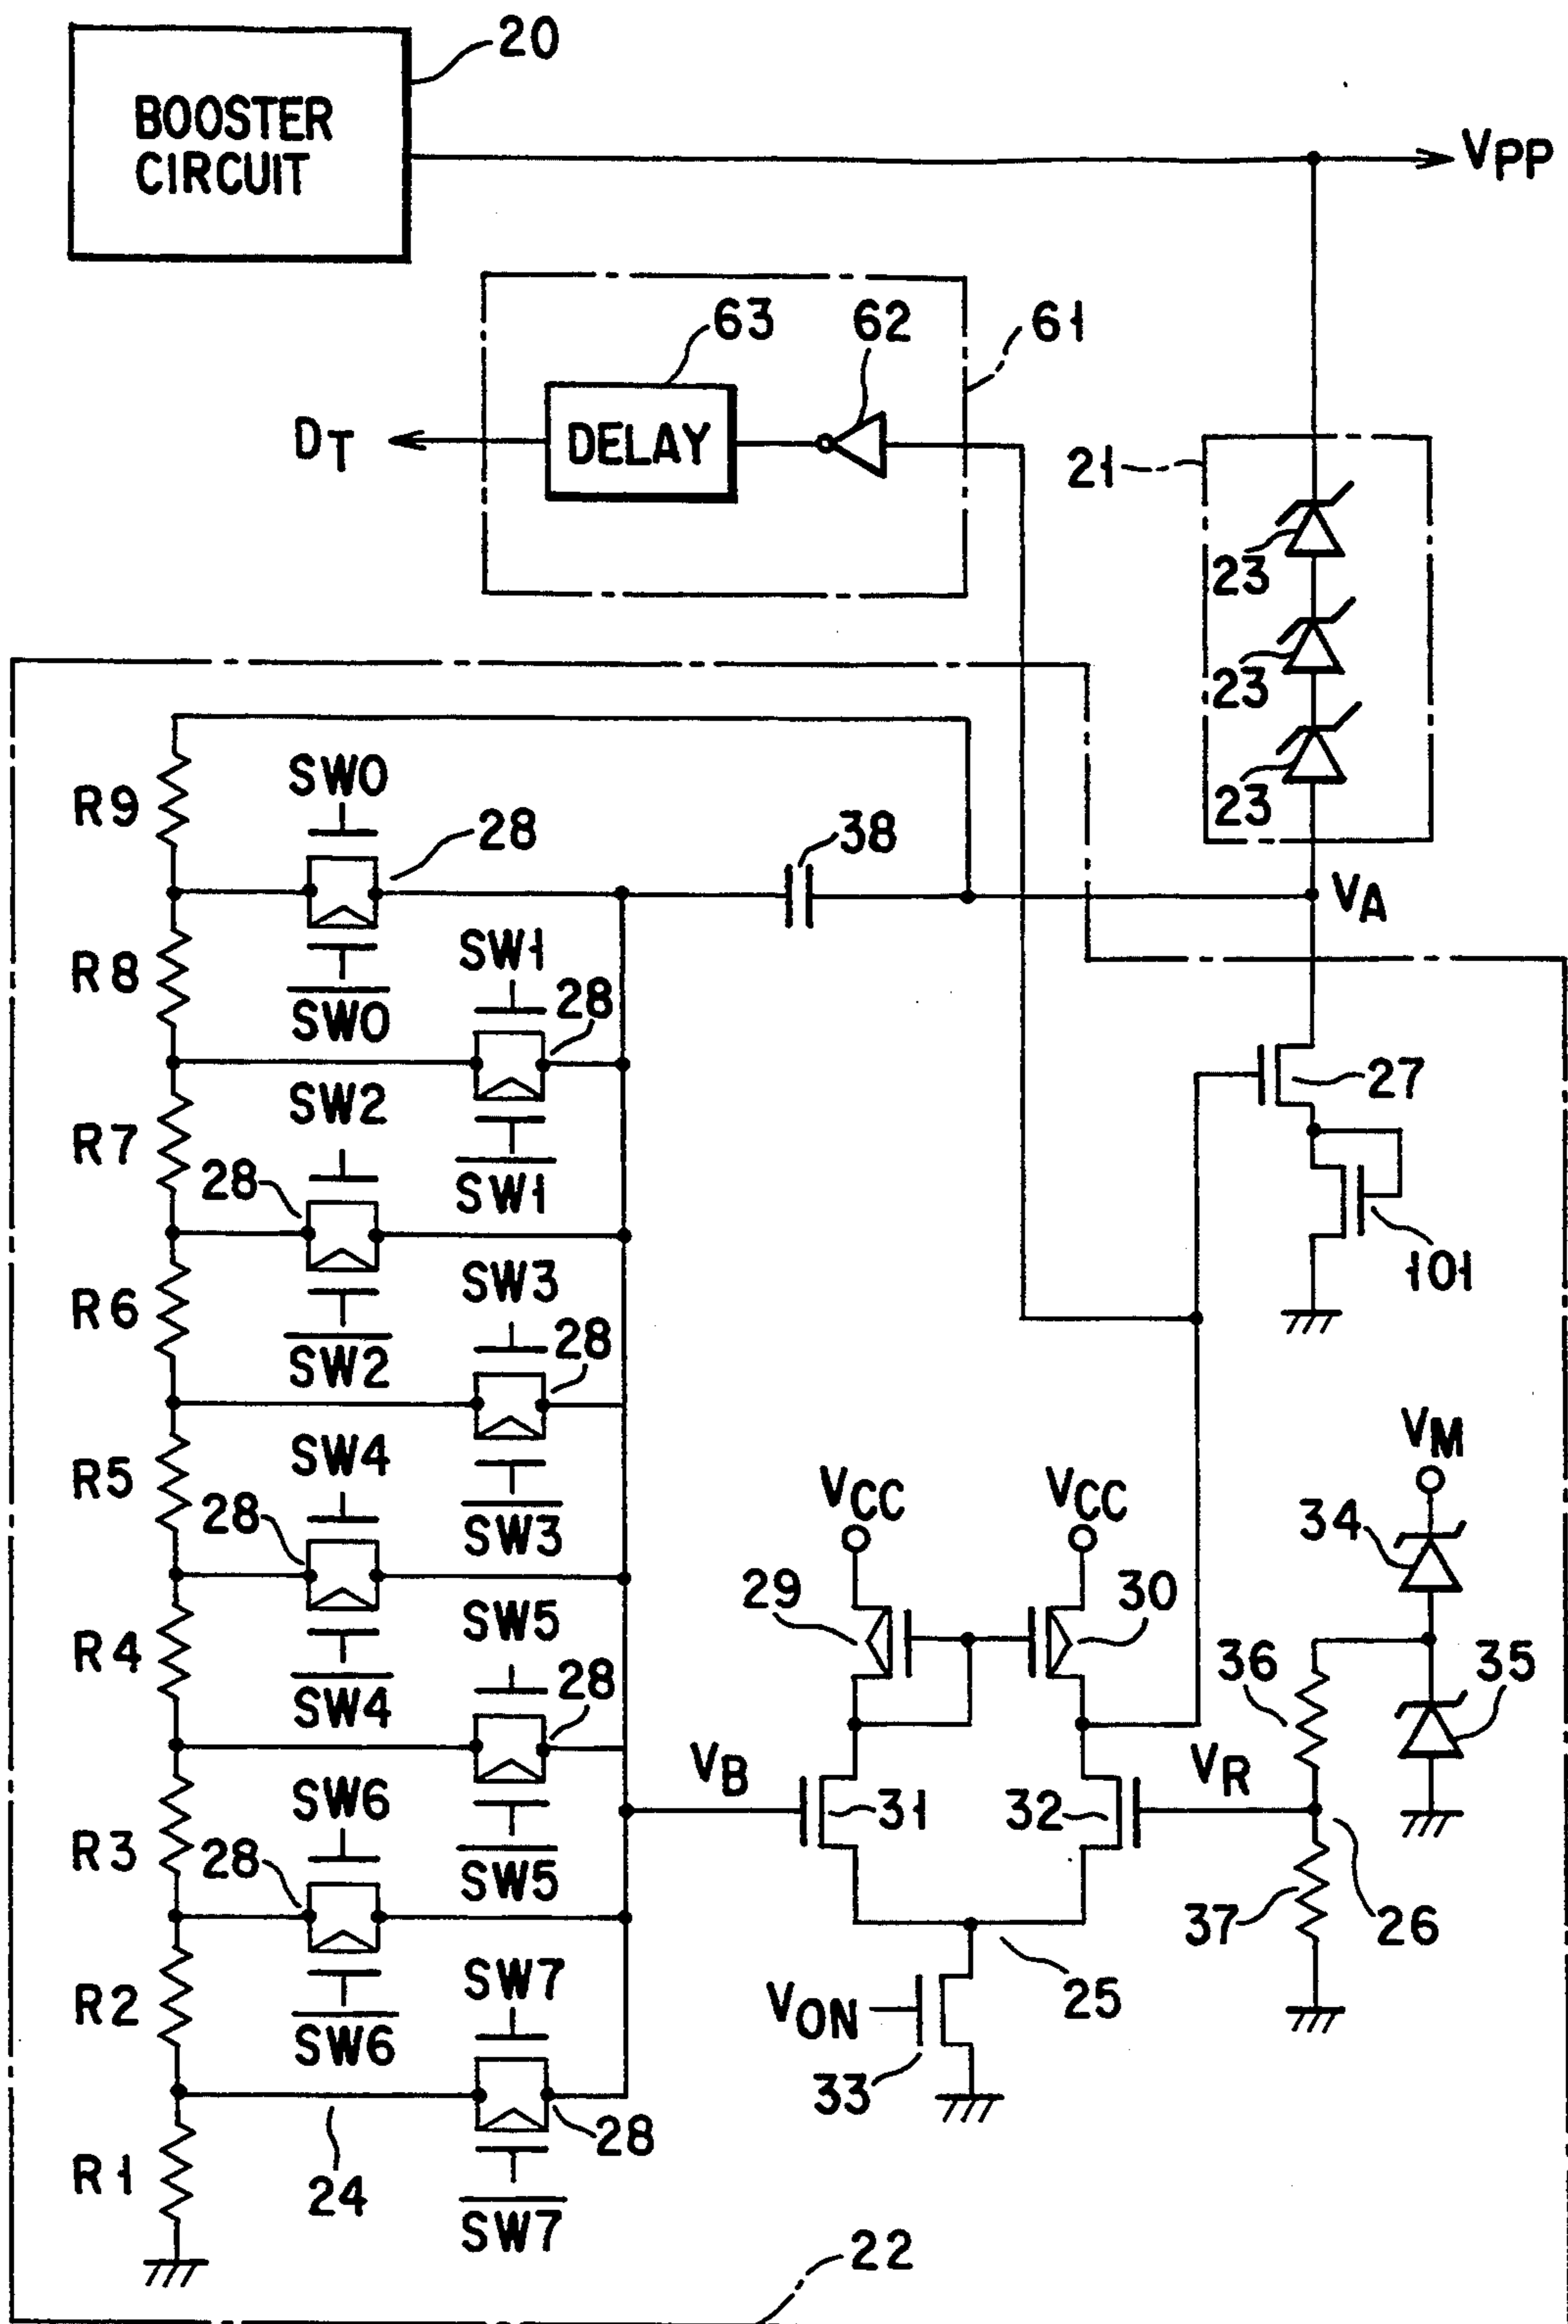 20
BOOSTER
CIRCUIT
VPP
63
62
61
DT
DELAY
21
23
23
23
R9
SW0
28
38
VA
R8
SW0
SW1
28
R7
SW2
28
SW1
27
101
R6
SW2
SW3
28
R5
SW4
28
SW3
VCC
VCC
VM
34
29
30
R4
SW4
SW5
28
36
35
VB
31
32
VR
R3
SW6
28
SW5
37
26
R2
SW6
SW7
VON
25
33
28
R1
24
SW7
22